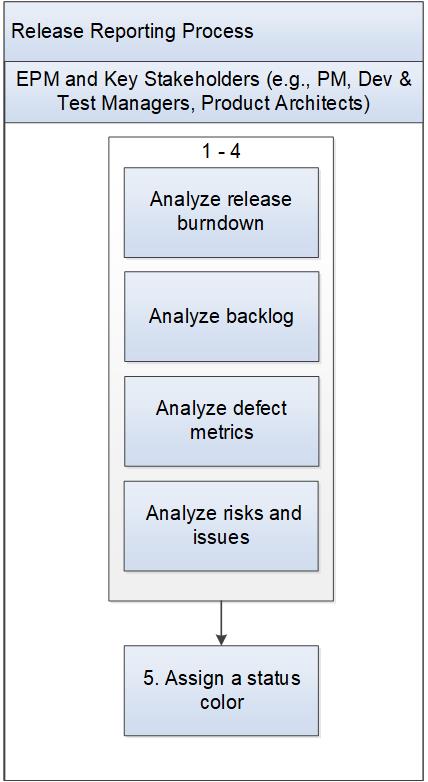 Release Reporting Process
EPM and Key Stakeholders (e.g., PM, Dev &
Test Managers, Product Architects)
1 - 4
Analyze release
burndown
Analyze backlog
Analyze defect
metrics
Analyze risks and
issues
5. Assign a status
color